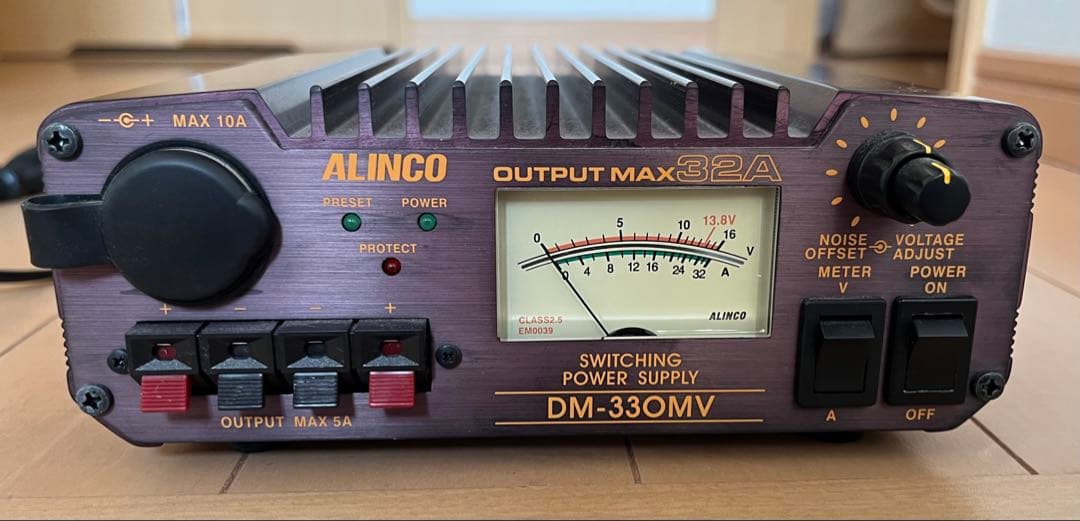 − + MAX 10A
ALINCO
PRESET POWER
PROTECT
+ − − +
OUTPUT MAX 5A
OUTPUT MAX 32A
0 5 10 13.8V 16 V
0 4 8 12 16 24 32 A
CLASS2.5
EM0039
ALINCO
SWITCHING
POWER SUPPLY
DM-330MV
NOISE OFFSET
VOLTAGE ADJUST
METER
V
A
POWER
ON
OFF